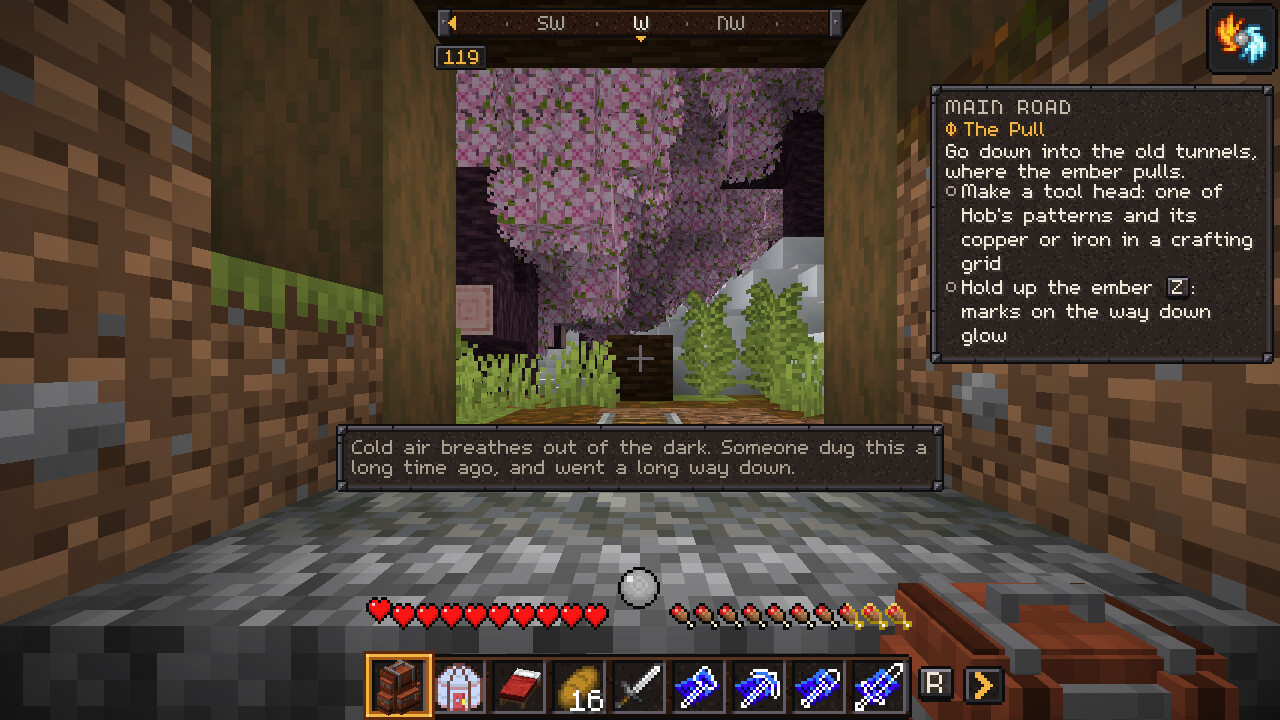 SW W NW
119
MAIN ROAD
The Pull
Go down into the old tunnels,
where the ember pulls.
Make a tool head: one of
Hob's patterns and its
copper or iron in a crafting
grid
Hold up the ember Z:
marks on the way down
glow
Cold air breathes out of the dark. Someone dug this a
long time ago, and went a long way down.
16
R